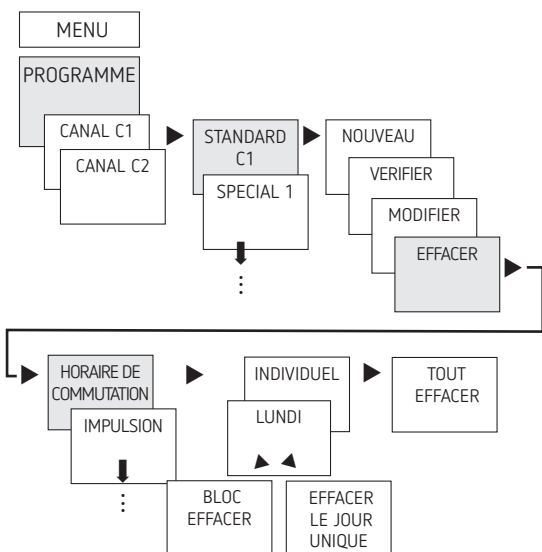 MENU
PROGRAMME
CANAL C1
CANAL C2
STANDARD
C1
SPECIAL 1
NOUVEAU
VERIFIER
MODIFIER
EFFACER
HORAIRE DE
COMMUTATION
IMPULSION
INDIVIDUEL
LUNDI
TOUT
EFFACER
BLOC
EFFACER
EFFACER
LE JOUR
UNIQUE